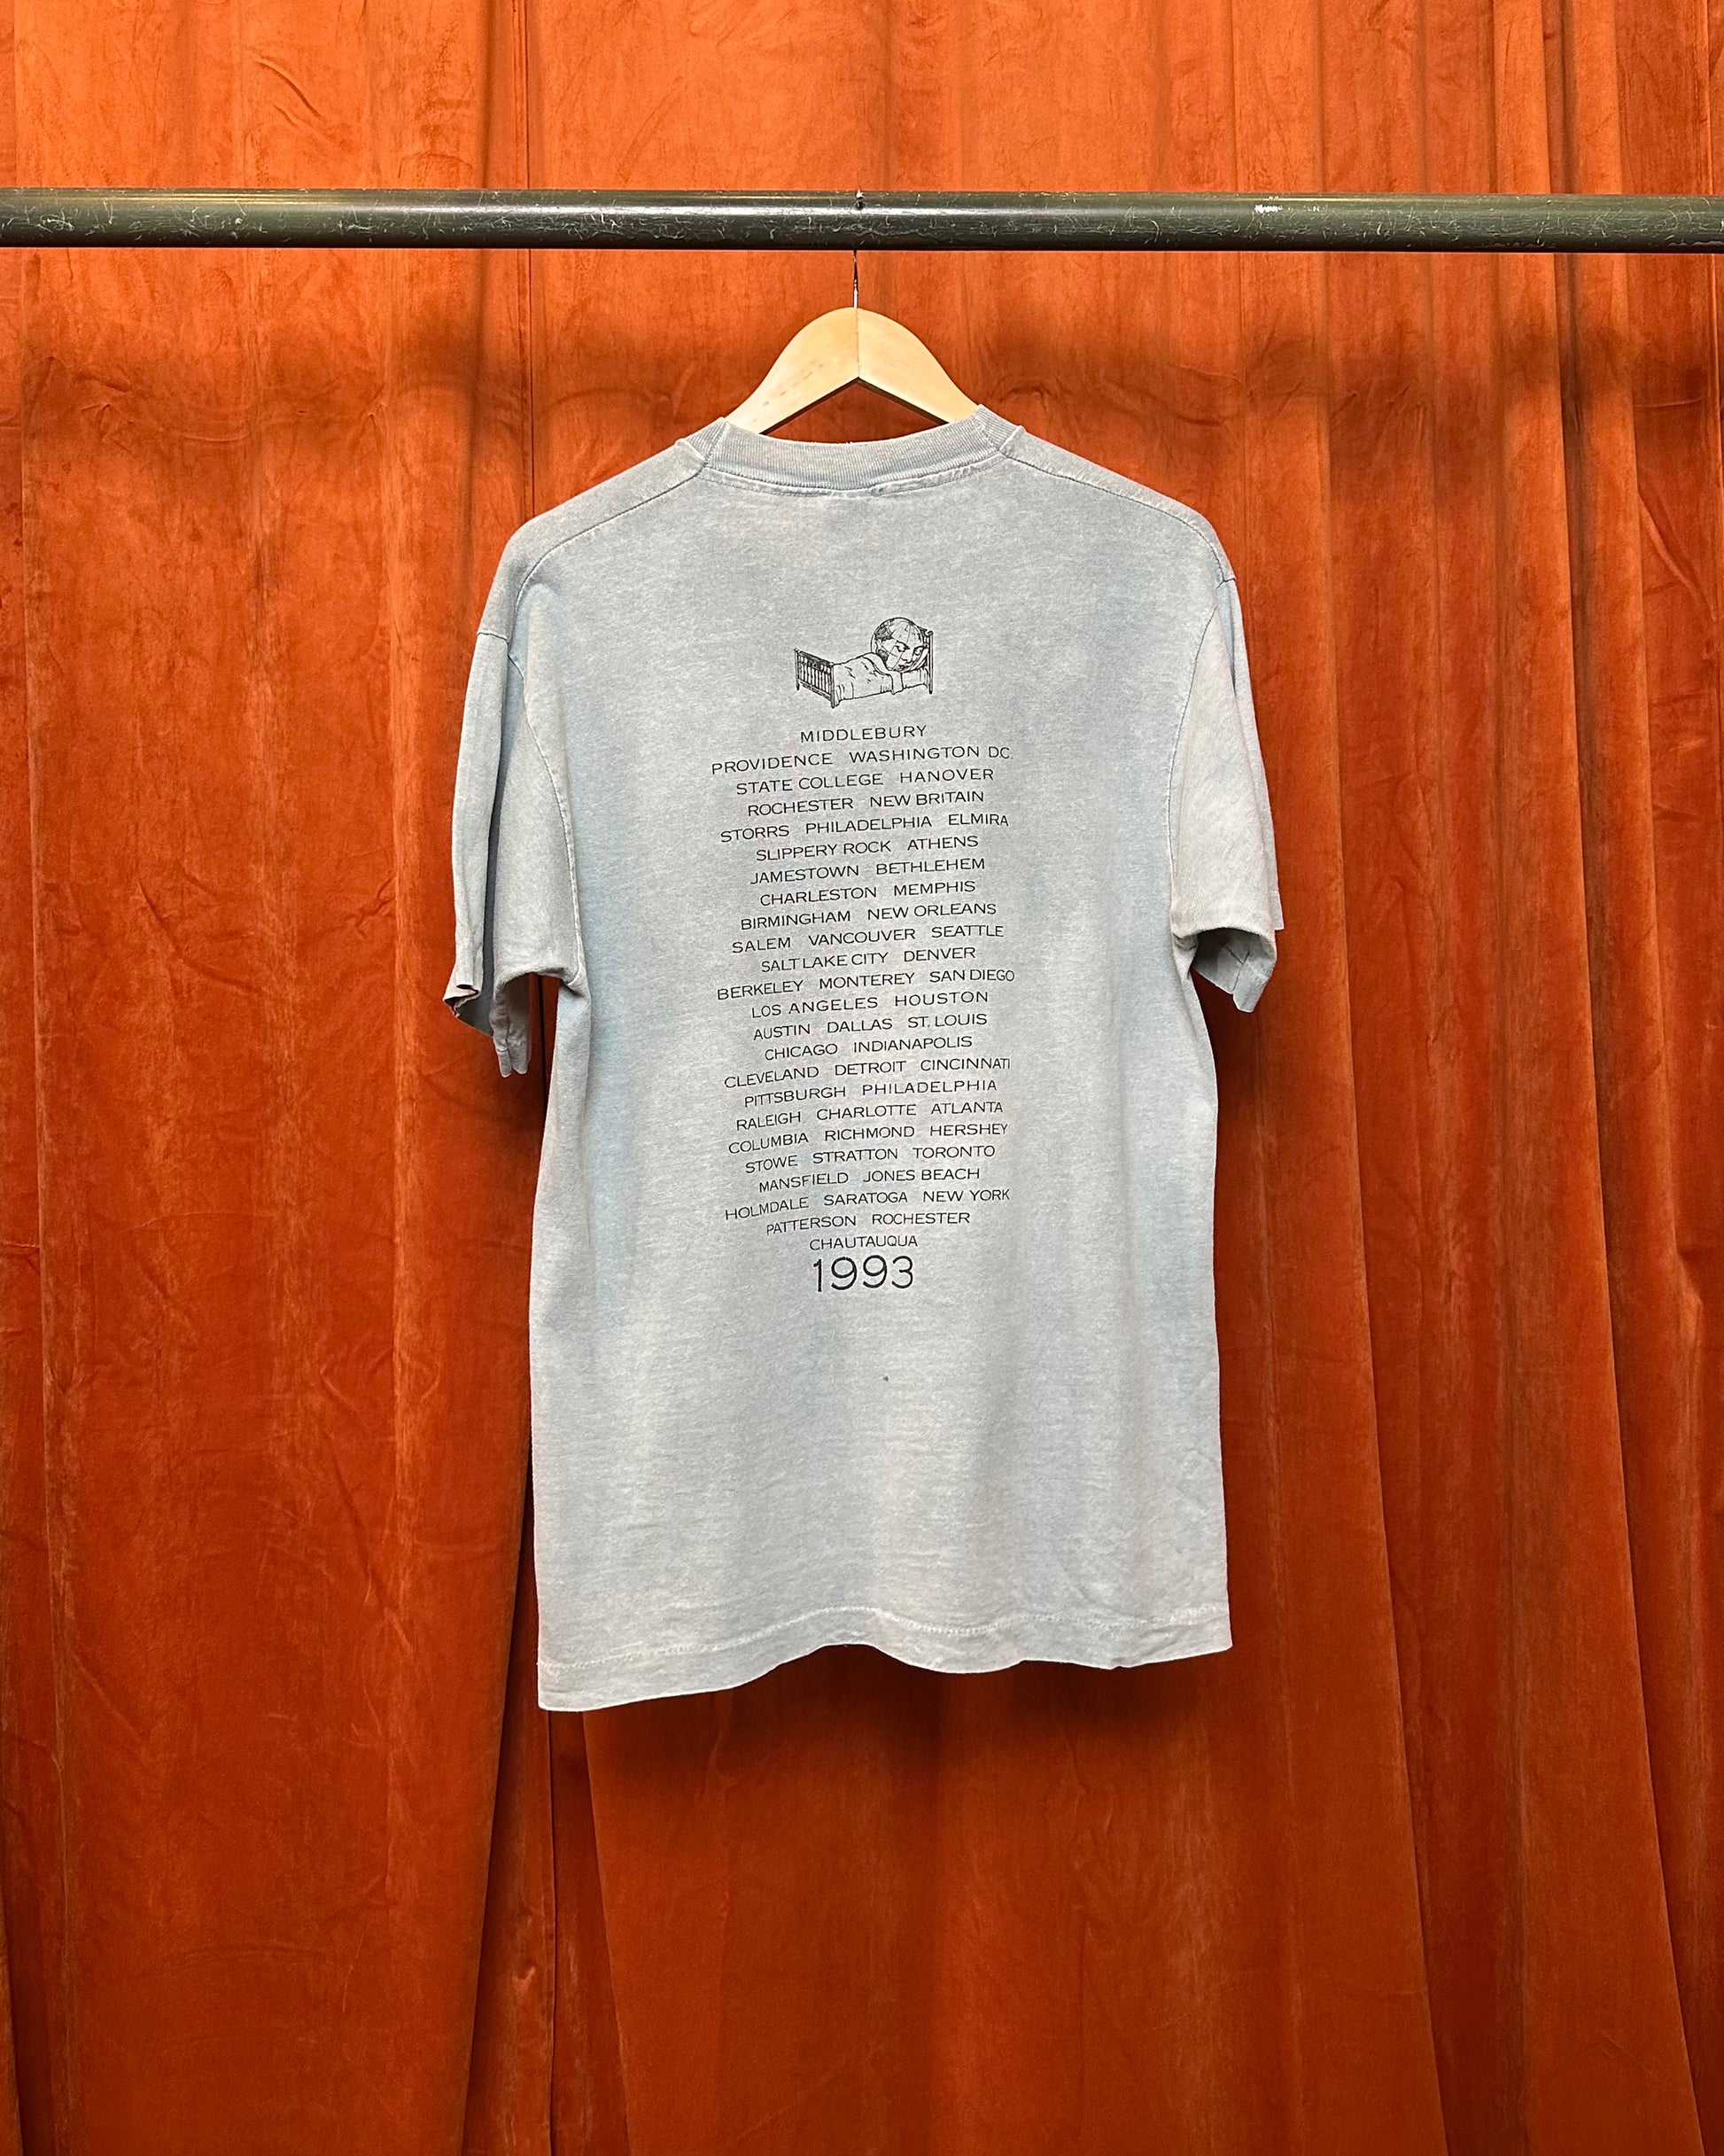 MIDDLEBURY
PROVIDENCE WASHINGTON DC.
STATE COLLEGE HANOVER
ROCHESTER NEW BRITAIN
STORRS PHILADELPHIA ELMIRA
SLIPPERY ROCK ATHENS
JAMESTOWN BETHLEHEM
CHARLESTON MEMPHIS
BIRMINGHAM NEW ORLEANS
SALEM VANCOUVER SEATTLE
SALT LAKE CITY DENVER
BERKELEY MONTEREY SAN DIEGO
LOS ANGELES HOUSTON
AUSTIN DALLAS ST. LOUIS
CHICAGO INDIANAPOLIS
CLEVELAND DETROIT CINCINNATI
PITTSBURGH PHILADELPHIA
RALEIGH CHARLOTTE ATLANTA
COLUMBIA RICHMOND HERSHEY
STOWE STRATTON TORONTO
MANSFIELD JONES BEACH
HOLMDALE SARATOGA NEW YORK
PATTERSON ROCHESTER
CHAUTAUQUA
1993